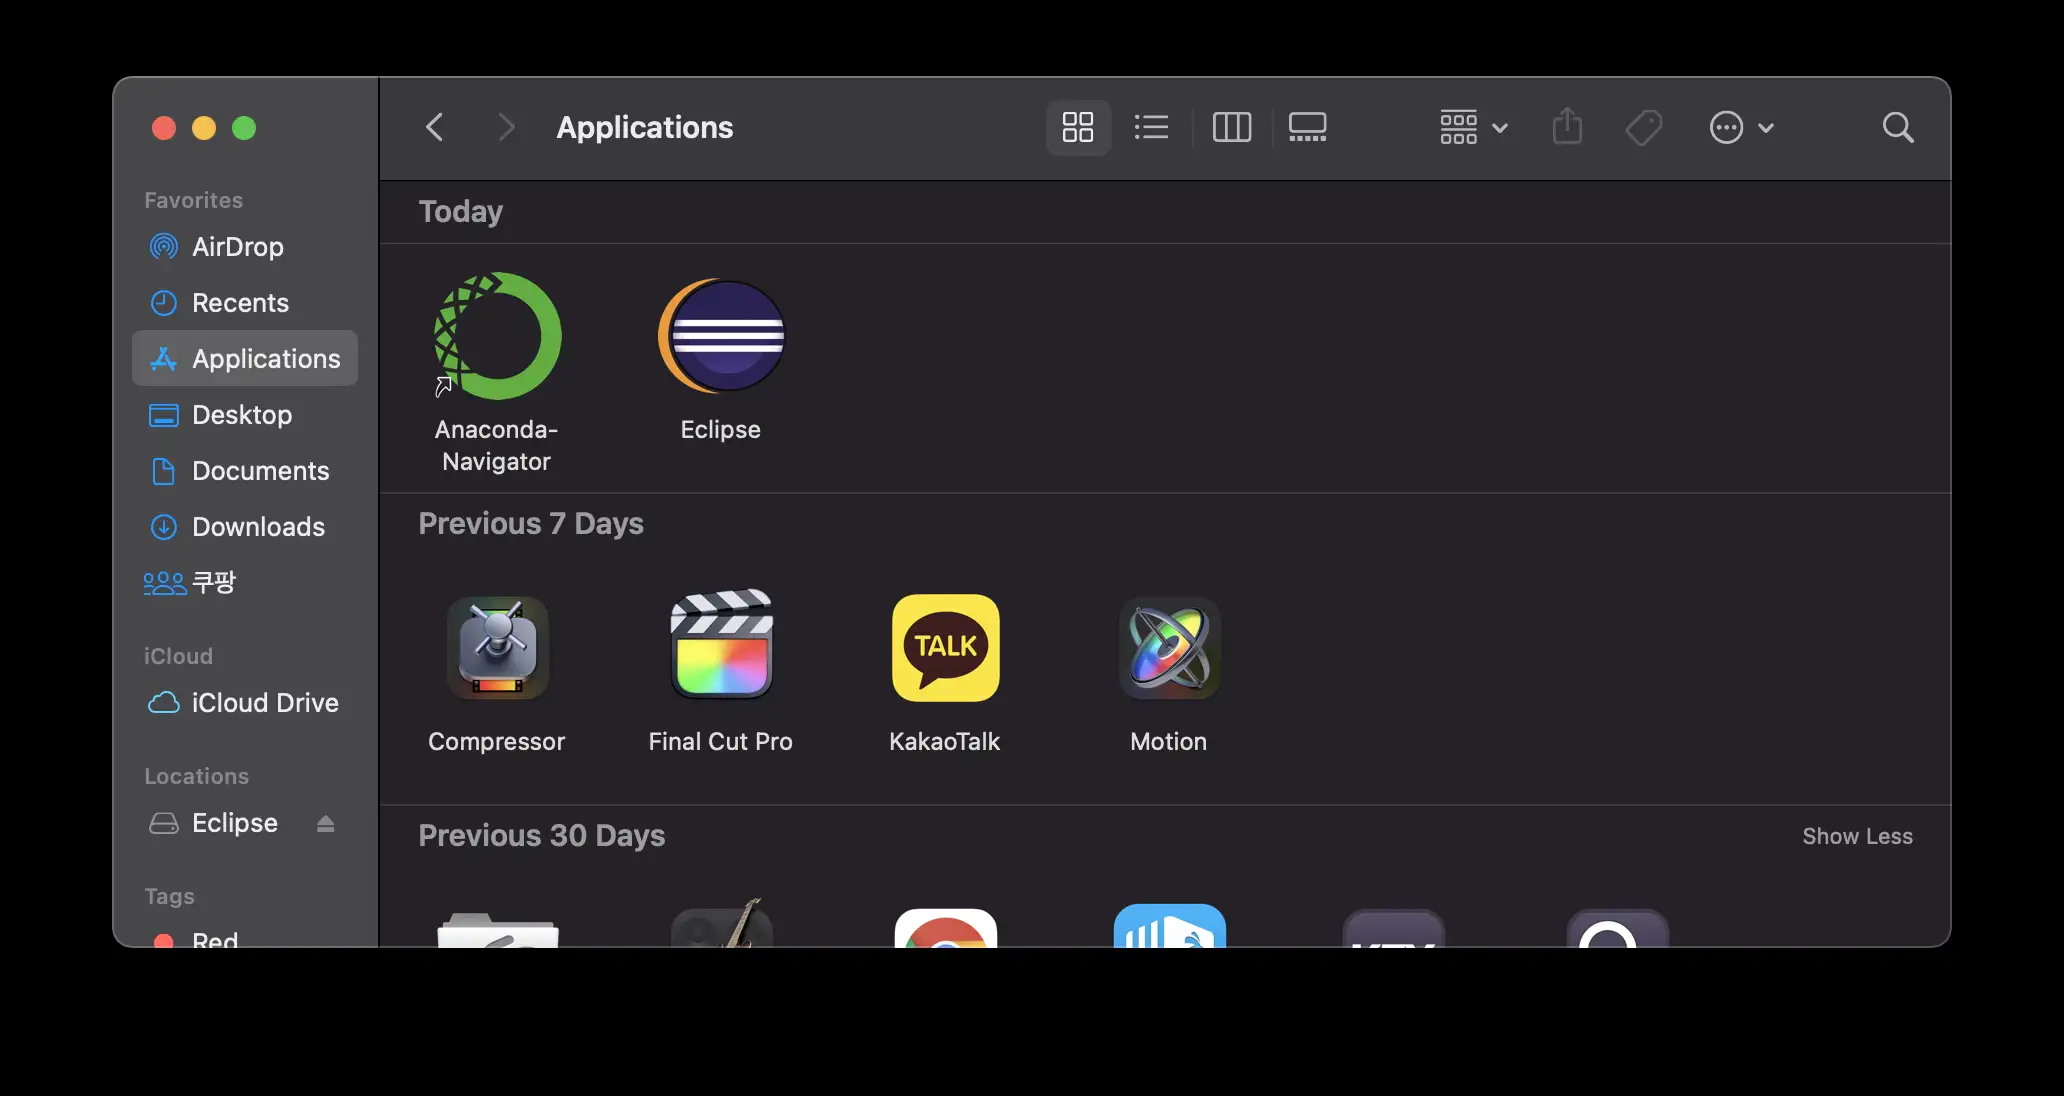 Applications
Favorites
AirDrop
Recents
Applications
Desktop
Documents
Downloads
쿠팡
iCloud
iCloud Drive
Locations
Eclipse
Tags
Red
Today
Anaconda-
Navigator
Eclipse
Previous 7 Days
TALK
Compressor
Final Cut Pro
KakaoTalk
Motion
Previous 30 Days
Show Less